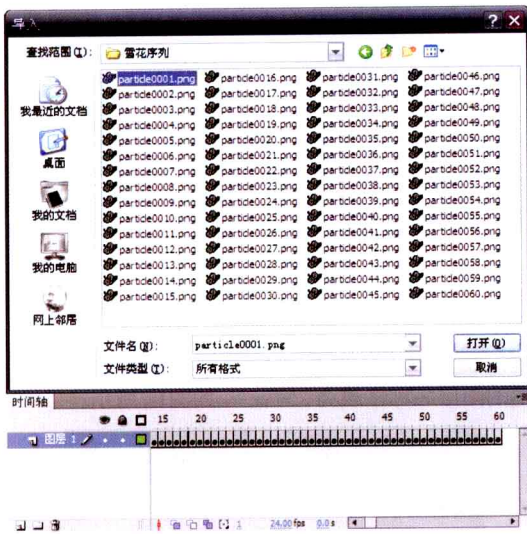 导入
查找范围(I):
雪花序列
particle0001.png particle0016.png particle0031.png particle0046.png
particle0002.png particle0017.png particle0032.png particle0047.png
particle0003.png particle0018.png particle0033.png particle0048.png
particle0004.png particle0019.png particle0034.png particle0049.png
particle0005.png particle0020.png particle0035.png particle0050.png
particle0006.png particle0021.png particle0036.png particle0051.png
particle0007.png particle0022.png particle0037.png particle0052.png
particle0008.png particle0023.png particle0038.png particle0053.png
particle0009.png particle0024.png particle0039.png particle0054.png
particle0010.png particle0025.png particle0040.png particle0055.png
particle0011.png particle0026.png particle0041.png particle0056.png
particle0012.png particle0027.png particle0042.png particle0057.png
particle0013.png particle0028.png particle0043.png particle0058.png
particle0014.png particle0029.png particle0044.png particle0059.png
particle0015.png particle0030.png particle0045.png particle0060.png
我最近的文档
桌面
我的文档
我的电脑
网上邻居
文件名(N):
particle0001.png
打开(O)
文件类型(T):
所有格式
取消
时间轴
15 20 25 30 35 40 45 50 55 60
图层 1
1 24.00 fps 0.0 s